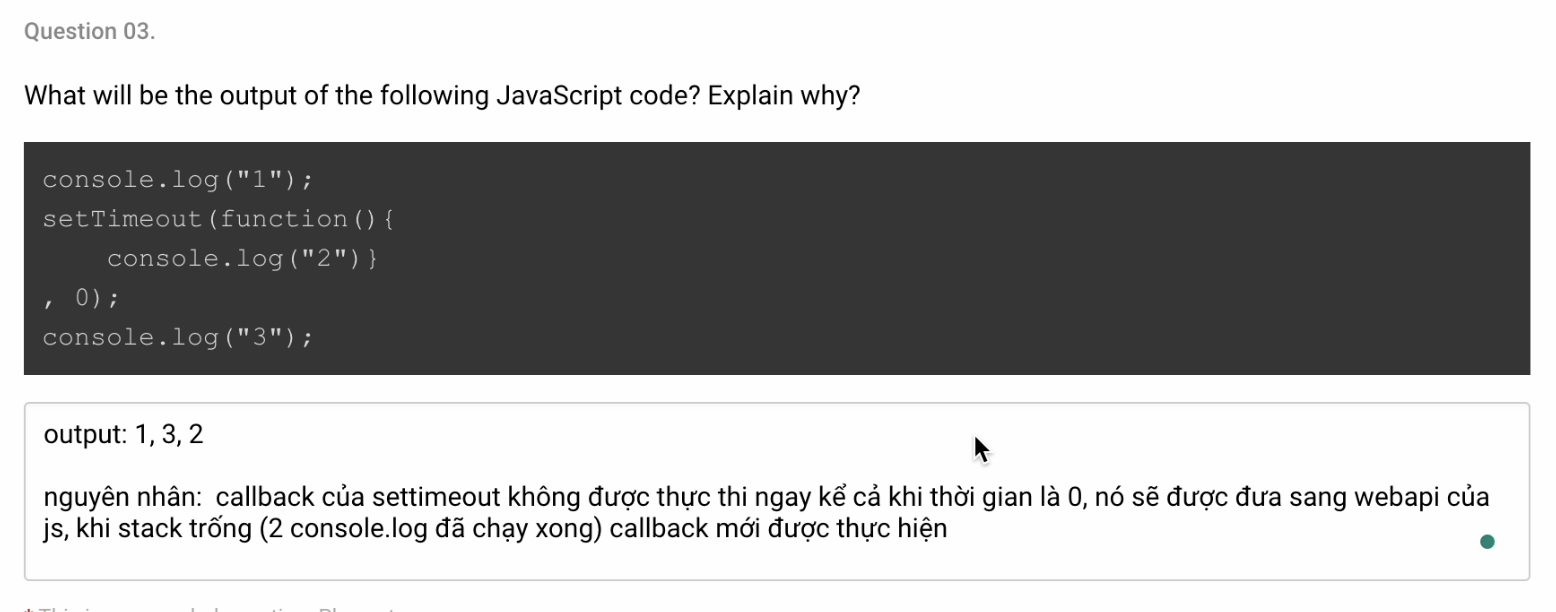 Question 03.
What will be the output of the following JavaScript code? Explain why?
console.log("1");
setTimeout(function(){
    console.log("2")}
, 0);
console.log("3");
output: 1, 3, 2
nguyên nhân:  callback của settimeout không được thực thi ngay kể cả khi thời gian là 0, nó sẽ được đưa sang webapi của
js, khi stack trống (2 console.log đã chạy xong) callback mới được thực hiện